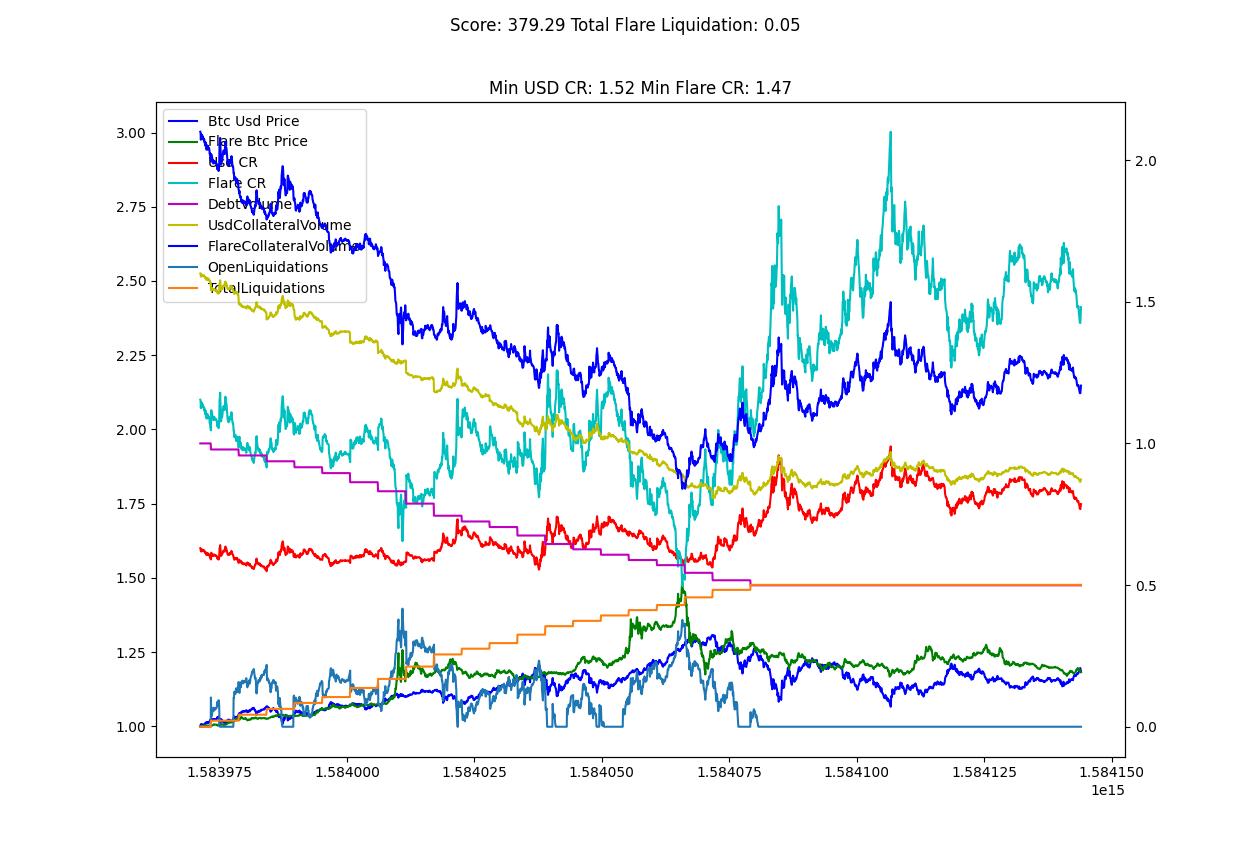 Score: 379.29 Total Flare Liquidation: 0.05
Min USD CR: 1.52 Min Flare CR: 1.47
Btc Usd Price
Flare Btc Price
Usd CR
Flare CR
DebtVolume
UsdCollateralVolume
FlareCollateralVolume
OpenLiquidations
TotalLiquidations
3.00
2.75
2.50
2.25
2.00
1.75
1.50
1.25
1.00
2.0
1.5
1.0
0.5
0.0
1.583975
1.584000
1.584025
1.584050
1.584075
1.584100
1.584125
1.584150
1e15